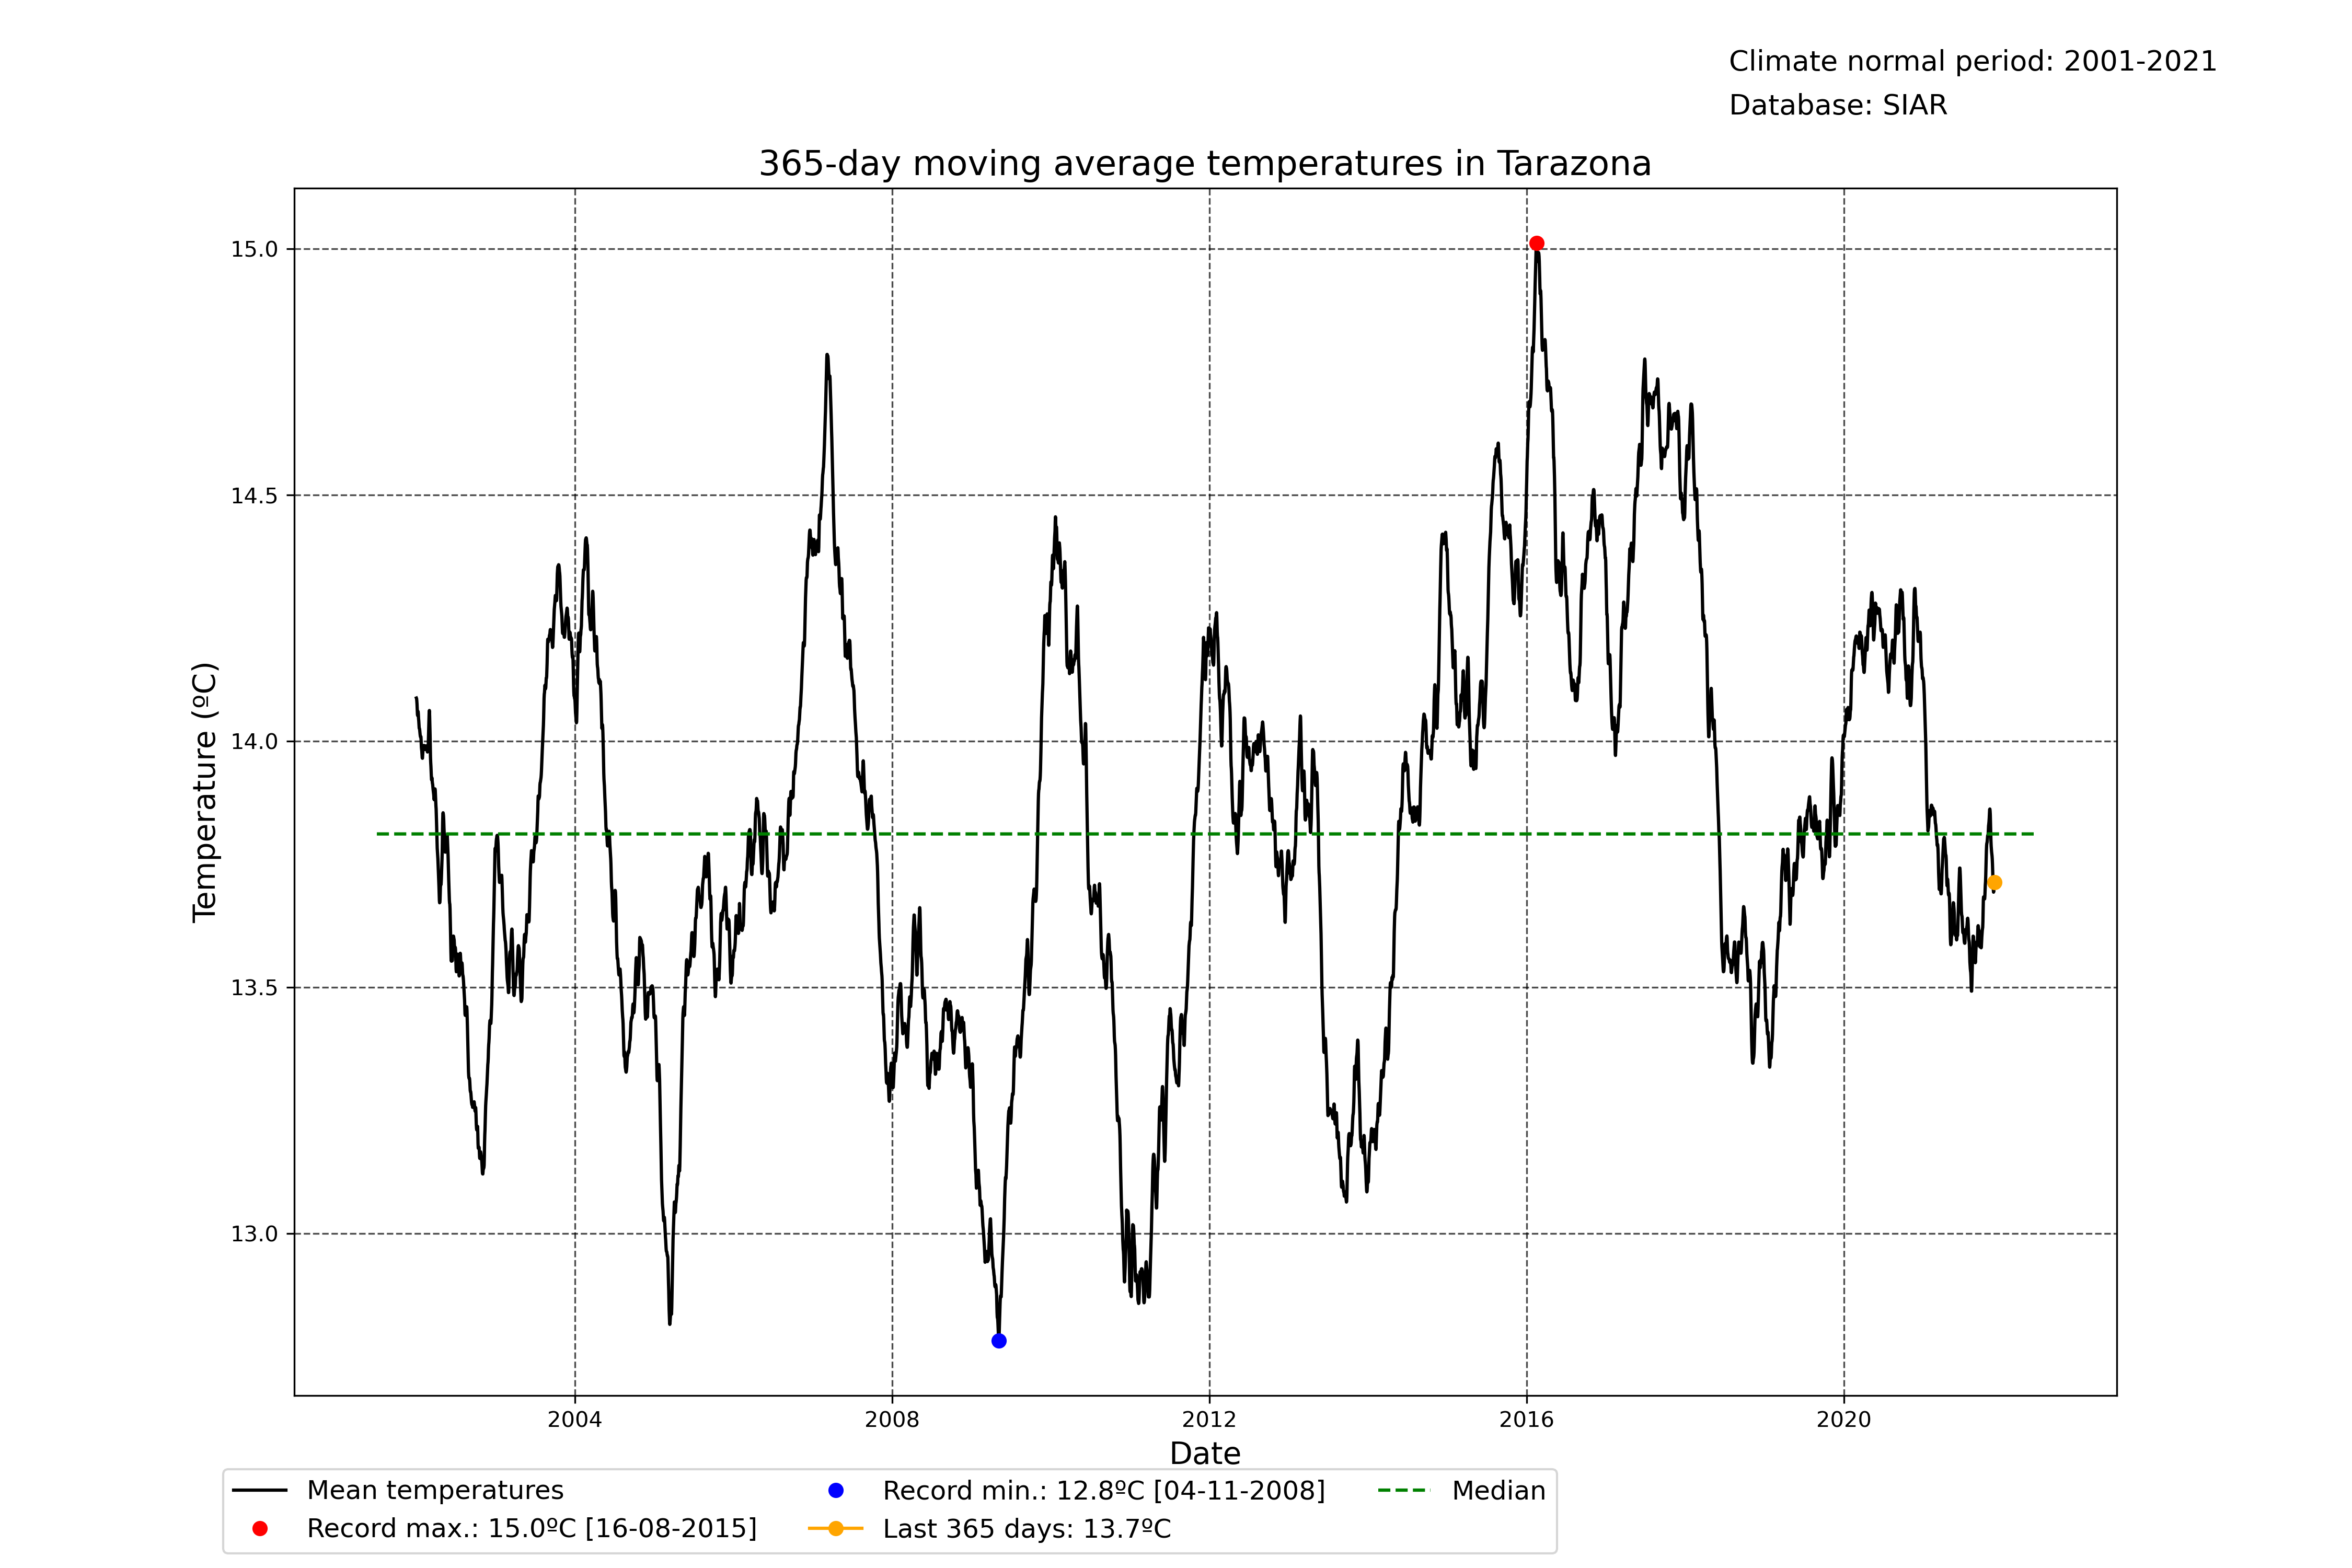 Climate normal period: 2001-2021
Database: SIAR
365-day moving average temperatures in Tarazona
Temperature (ºC)
15.0
14.5
14.0
13.5
13.0
2004
2008
2012
2016
2020
Date
Mean temperatures
Record max.: 15.0ºC [16-08-2015]
Record min.: 12.8ºC [04-11-2008]
Last 365 days: 13.7ºC
Median